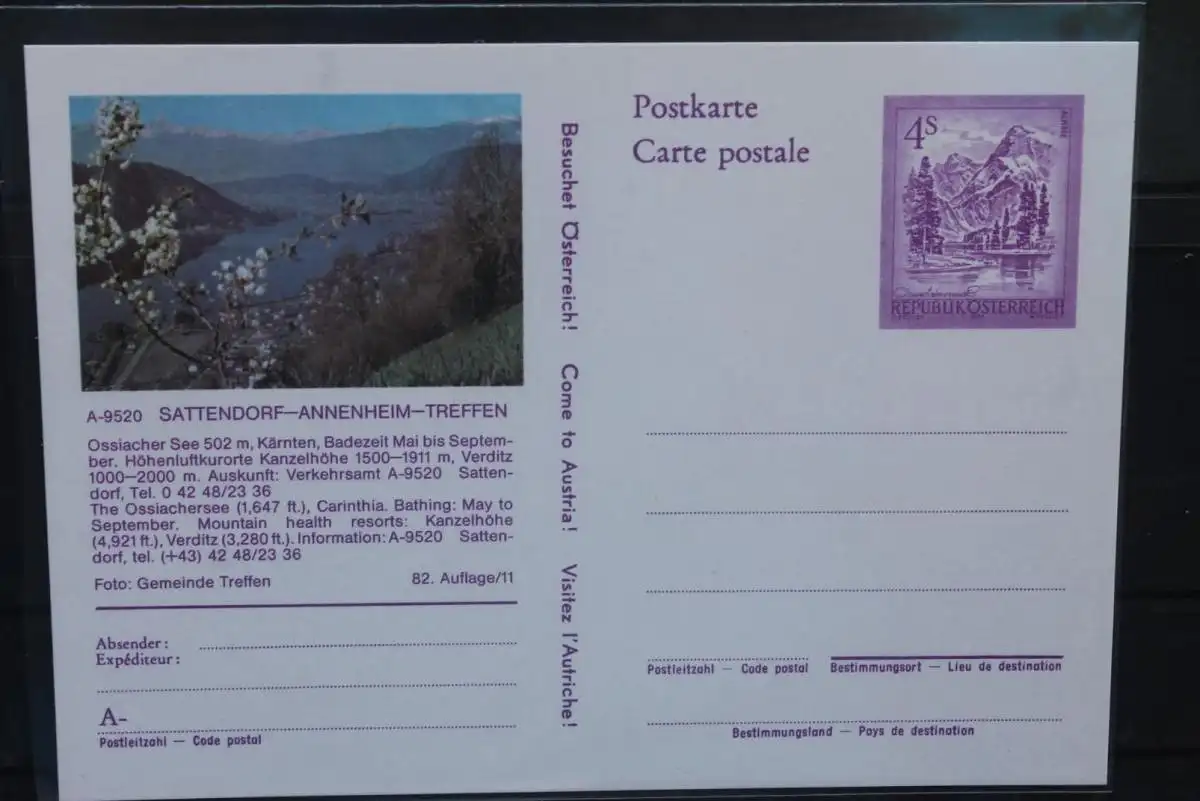 A-9520 SATTENDORF—ANNENHEIM—TREFFEN
Ossiacher See 502 m, Kärnten, Badezeit Mai bis Septem-
ber. Höhenluftkurorte Kanzelhöhe 1500—1911 m, Verditz
1000—2000 m. Auskunft: Verkehrsamt A-9520 Satten-
dorf, Tel. 0 42 48/23 36
The Ossiachersee (1,647 ft.), Carinthia. Bathing: May to
September. Mountain health resorts: Kanzelhöhe
(4,921 ft.), Verditz (3,280 ft.). Information: A-9520 Satten-
dorf, tel. (+43) 42 48/23 36
Foto: Gemeinde Treffen 82. Auflage/11
Absender:
Expéditeur:
A-
Postleitzahl — Code postal
Besuchet Österreich! Come to Austria! Visitez l'Autriche!
Postkarte
Carte postale
4S
ALMSEE
REPUBLIK ÖSTERREICH
Postleitzahl — Code postal
Bestimmungsort — Lieu de destination
Bestimmungsland — Pays de destination